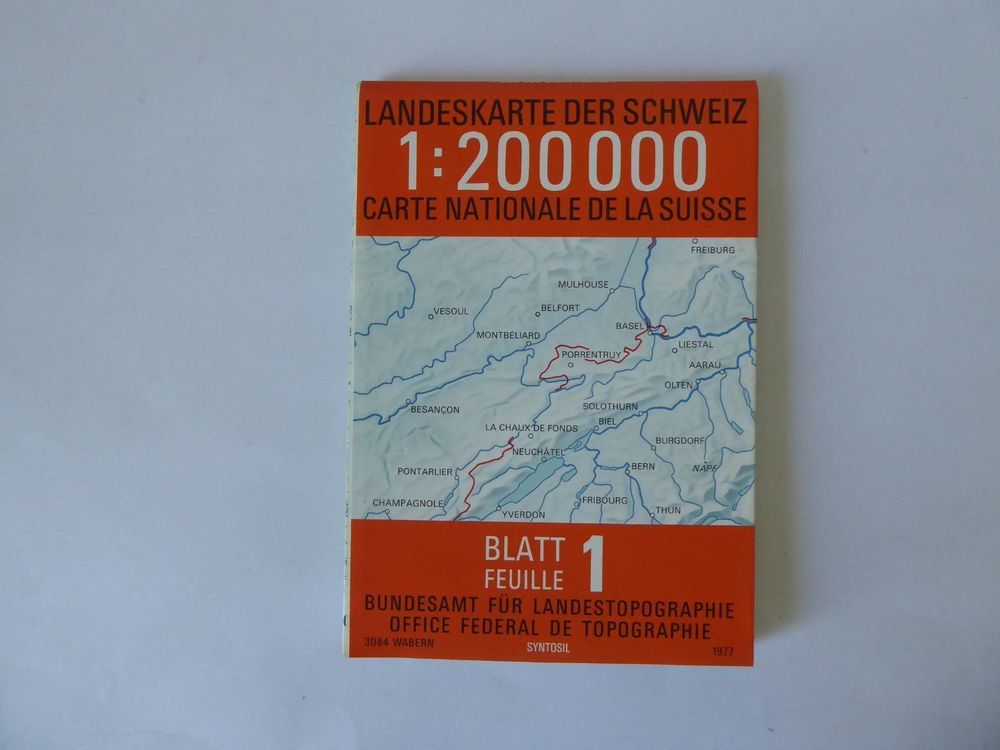 LANDESKARTE DER SCHWEIZ
1:200 000
CARTE NATIONALE DE LA SUISSE
FREIBURG
MULHOUSE
VESOUL
BELFORT
BASEL
MONTBÉLIARD
LIESTAL
PORRENTRUY
AARAU
OLTEN
BESANÇON
SOLOTHURN
BIEL
LA CHAUX DE FONDS
BURGDORF
NEUCHÂTEL
BERN
NAPF
PONTARLIER
CHAMPAGNOLE
FRIBOURG
YVERDON
THUN
BLATT 1
FEUILLE
BUNDESAMT FÜR LANDESTOPOGRAPHIE
OFFICE FEDERAL DE TOPOGRAPHIE
3084 WABERN SYNTOSIL 1977